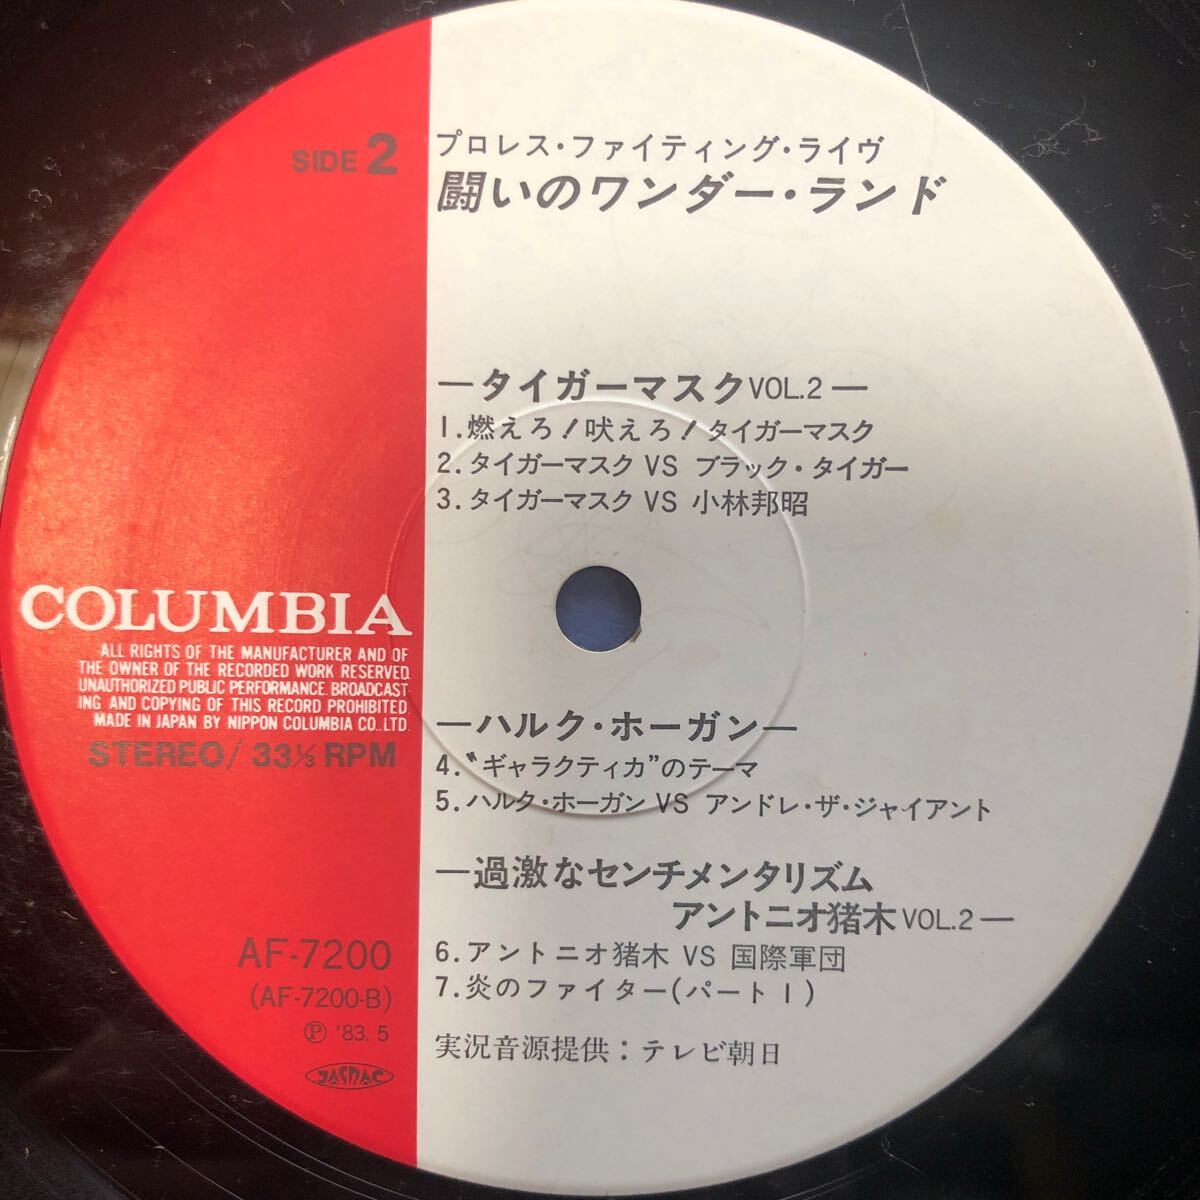 SIDE 2
プロレス・ファイティング・ライヴ
闘いのワンダー・ランド
ータイガーマスク VOL.2ー
1.燃えろ!吠えろ!タイガーマスク
2.タイガーマスク VS ブラック・タイガー
3.タイガーマスク VS 小林邦昭
COLUMBIA
ALL RIGHTS OF THE MANUFACTURER AND OF
THE OWNER OF THE RECORDED WORK RESERVED.
UNAUTHORIZED PUBLIC PERFORMANCE. BROADCAST
ING AND COPYING OF THIS RECORD PROHIBITED.
MADE IN JAPAN BY NIPPON COLUMBIA CO.,LTD.
STEREO/ 33⅓ RPM
ーハルク・ホーガンー
4.〝ギャラクティカ”のテーマ
5.ハルク・ホーガン VS アンドレ・ザ・ジャイアント
ー過激なセンチメンタリズム
アントニオ猪木 VOL.2ー
6.アントニオ猪木 VS 国際軍団
7.炎のファイター(パート1)
実況音源提供:テレビ朝日
AF-7200
(AF-7200-B)
Ⓟ '83. 5
JASRAC